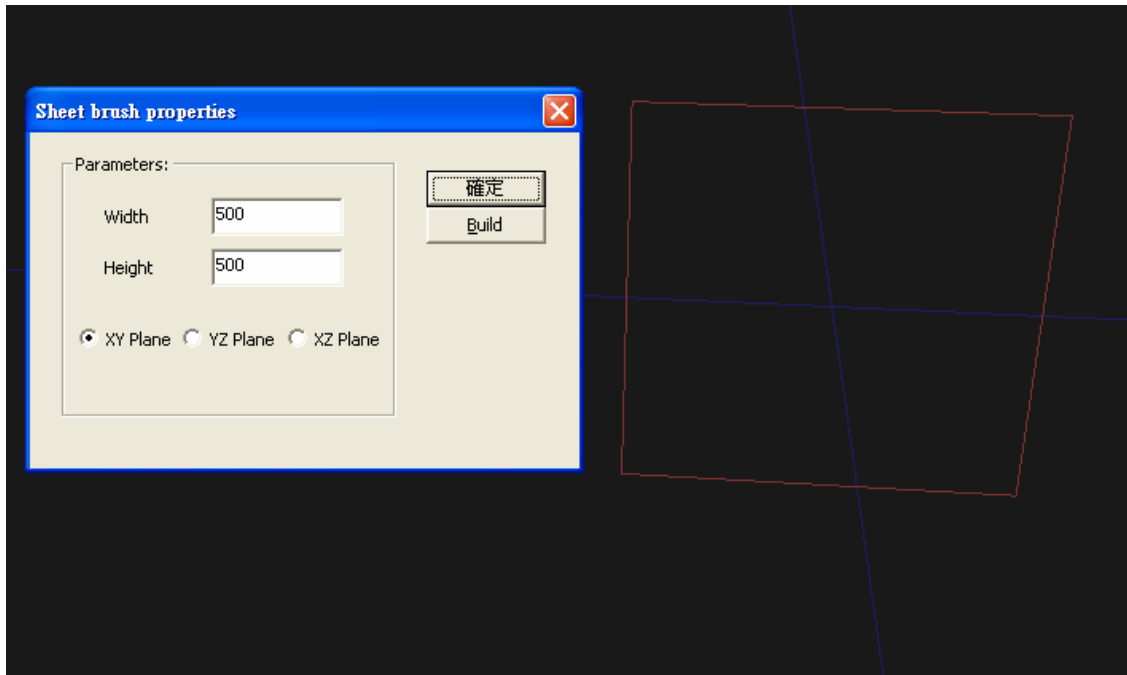 Sheet brush properties
Parameters:
Width 500
Height 500
XY Plane YZ Plane XZ Plane
確定
Build